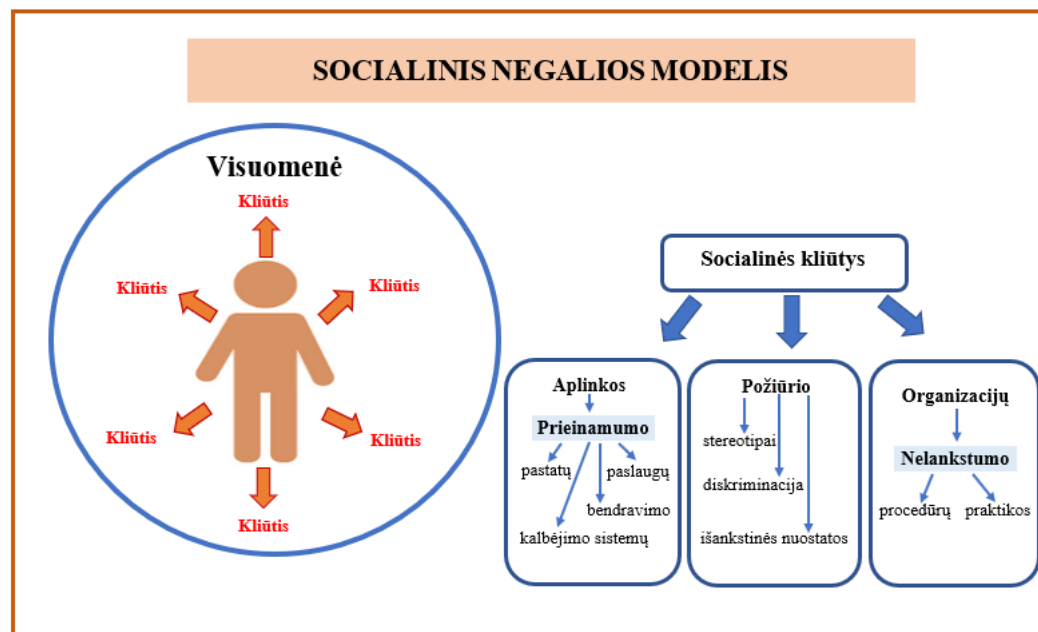 SOCIALINIS NEGALIOS MODELIS
Visuomenė
Kliūtis
Kliūtis
Kliūtis
Kliūtis
Kliūtis
Kliūtis
Socialinės kliūtys
Aplinkos
Prieinamumo
pastatų
paslaugų
bendravimo
kalbėjimo sistemų
Požiūrio
stereotipai
diskriminacija
išankstinės nuostatos
Organizacijų
Nelankstumo
procedūrų
praktikos